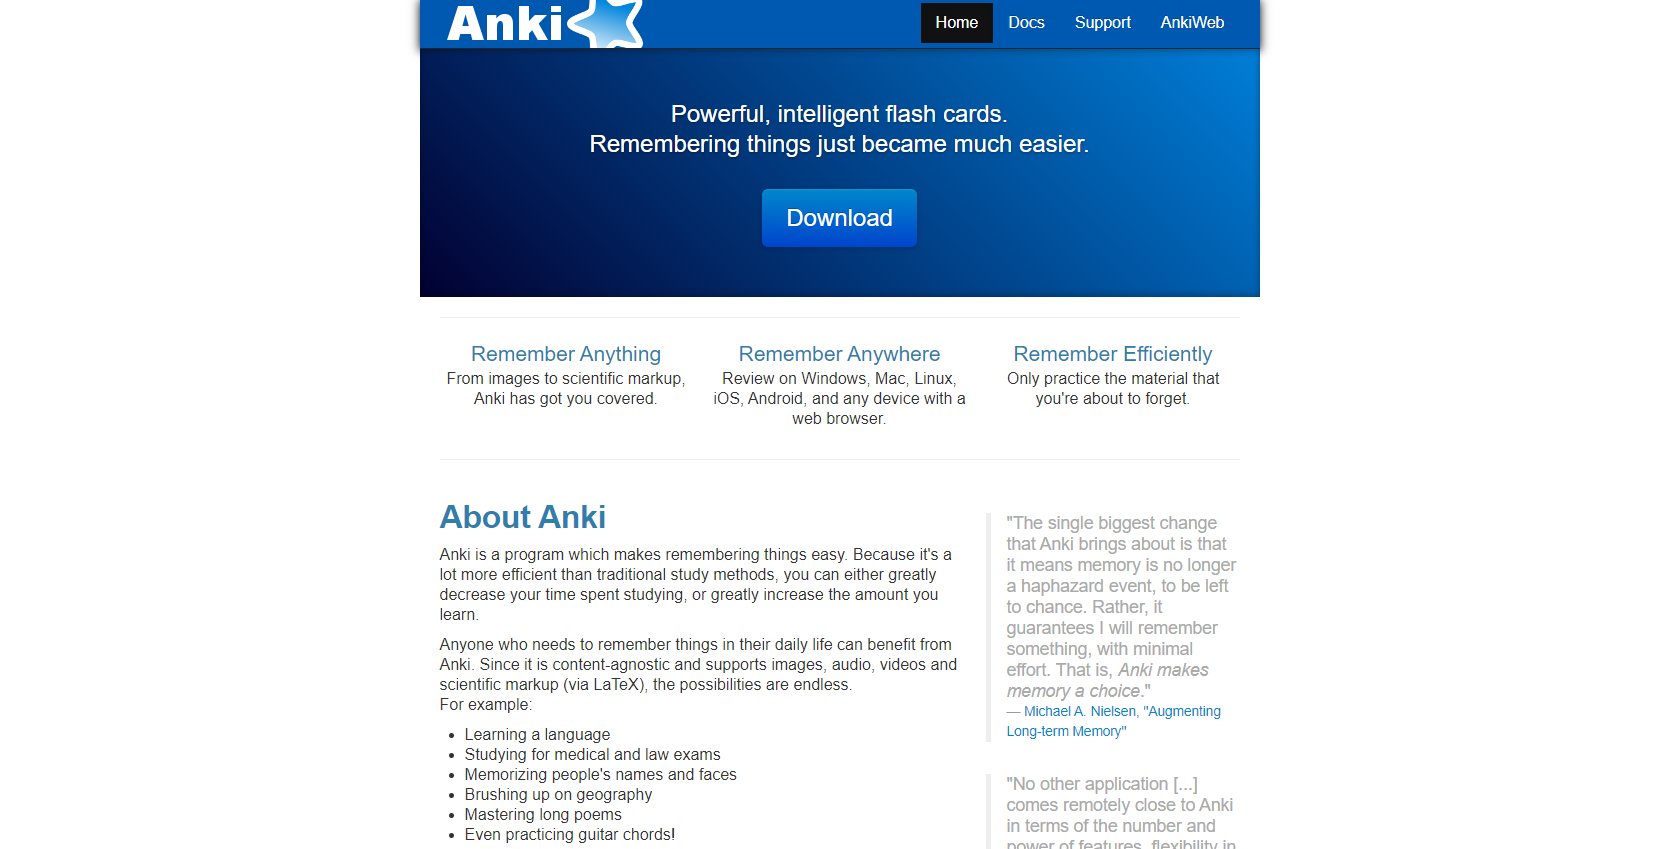 Anki
Home Docs Support AnkiWeb
Powerful, intelligent flash cards.
Remembering things just became much easier.
Download
Remember Anything
From images to scientific markup,
Anki has got you covered.
Remember Anywhere
Review on Windows, Mac, Linux,
iOS, Android, and any device with a
web browser.
Remember Efficiently
Only practice the material that
you're about to forget.
About Anki
Anki is a program which makes remembering things easy. Because it's a
lot more efficient than traditional study methods, you can either greatly
decrease your time spent studying, or greatly increase the amount you
learn.
Anyone who needs to remember things in their daily life can benefit from
Anki. Since it is content-agnostic and supports images, audio, videos and
scientific markup (via LaTeX), the possibilities are endless.
For example:
• Learning a language
• Studying for medical and law exams
• Memorizing people's names and faces
• Brushing up on geography
• Mastering long poems
• Even practicing guitar chords!
"The single biggest change
that Anki brings about is that
it means memory is no longer
a haphazard event, to be left
to chance. Rather, it
guarantees I will remember
something, with minimal
effort. That is, Anki makes
memory a choice."
— Michael A. Nielsen, "Augmenting
Long-term Memory"
"No other application [...]
comes remotely close to Anki
in terms of the number and
power of features, flexibility in